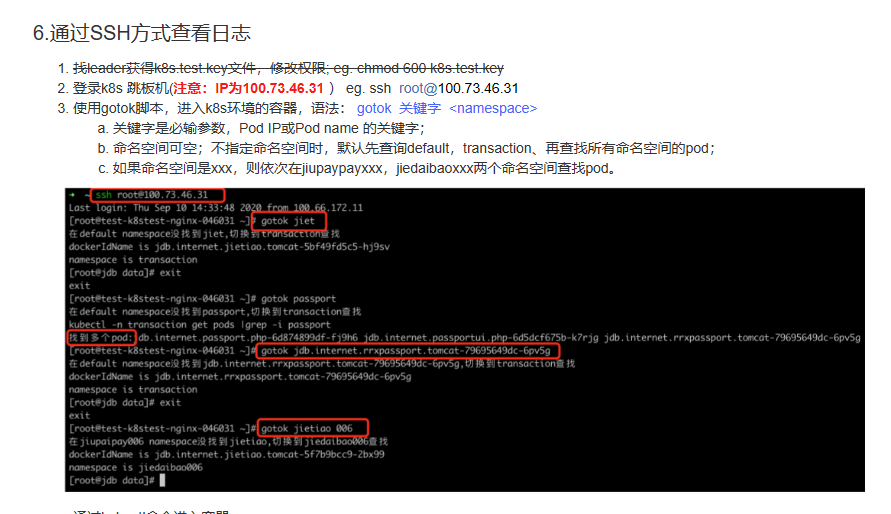 6.通过SSH方式查看日志
1. 找leader获得k8s.test.key文件，修改权限; eg. chmod 600 k8s.test.key
2. 登录k8s 跳板机(注意：IP为100.73.46.31 ） eg. ssh root@100.73.46.31
3. 使用gotok脚本，进入k8s环境的容器，语法： gotok 关键字 <namespace>
a. 关键字是必输参数，Pod IP或Pod name 的关键字；
b. 命名空间可空；不指定命名空间时，默认先查询default，transaction、再查找所有命名空间的pod；
c. 如果命名空间是xxx，则依次在jiupaypayxxx，jiedaibaoxxx两个命名空间查找pod。
➜ ~ ssh root@100.73.46.31
Last login: Thu Sep 10 14:33:48 2020 from 100.66.172.11
[root@test-k8stest-nginx-046031 ~]# gotok jiet
在default namespace没找到jiet,切换到transaction查找
dockerIdName is jdb.internet.jietiao.tomcat-5bf49fd5c5-hj9sv
namespace is transaction
[root@jdb data]# exit
exit
[root@test-k8stest-nginx-046031 ~]# gotok passport
在default namespace没找到passport,切换到transaction查找
kubectl -n transaction get pods |grep -i passport
找到多个pod:jdb.internet.passport.php-6d874899df-fj9h6 jdb.internet.passportui.php-6d5dcf675b-k7rjg jdb.internet.rrxpassport.tomcat-79695649dc-6pv5g
[root@test-k8stest-nginx-046031 ~]# gotok jdb.internet.rrxpassport.tomcat-79695649dc-6pv5g
在default namespace没找到jdb.internet.rrxpassport.tomcat-79695649dc-6pv5g,切换到transaction查找
dockerIdName is jdb.internet.rrxpassport.tomcat-79695649dc-6pv5g
namespace is transaction
[root@jdb data]# exit
exit
[root@test-k8stest-nginx-046031 ~]# gotok jietiao 006
在jiupaipay006 namespace没找到jietiao,切换到jiedaibao006查找
dockerIdName is jdb.internet.jietiao.tomcat-5f7b9bcc9-2bx99
namespace is jiedaibao006
[root@jdb data]#